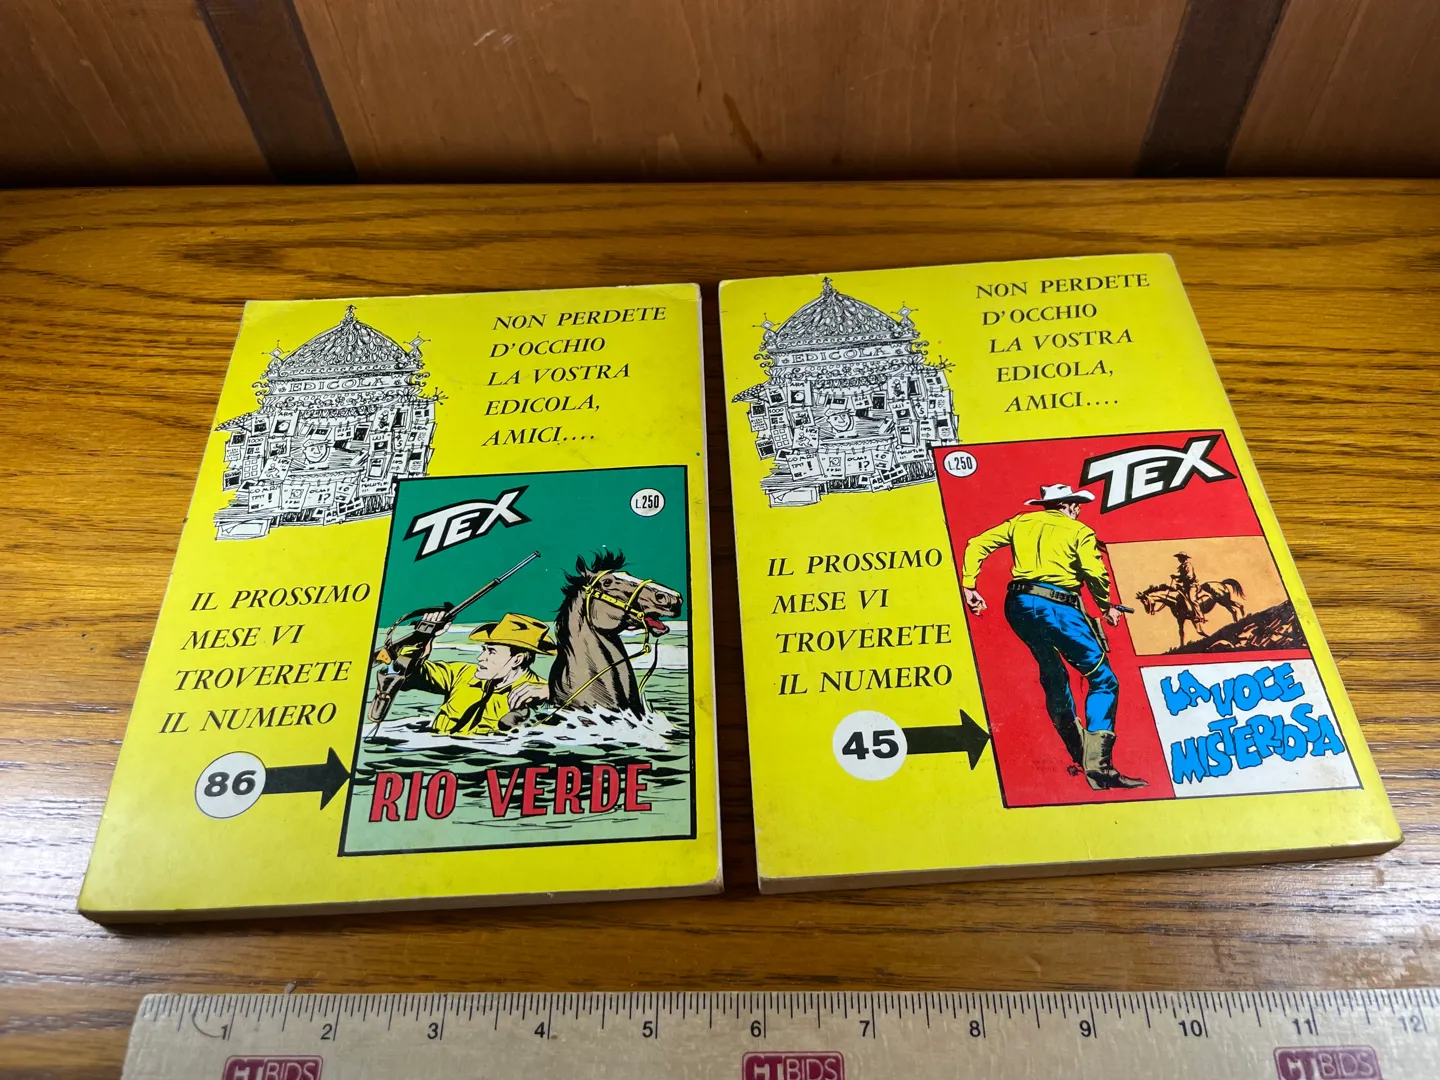 NON PERDETE
D'OCCHIO
LA VOSTRA
EDICOLA,
AMICI....
EDICOLA
TEX
L.250
IL PROSSIMO
MESE VI
TROVERETE
IL NUMERO
86
RIO VERDE
NON PERDETE
D'OCCHIO
LA VOSTRA
EDICOLA,
AMICI....
EDICOLA
L.250
TEX
IL PROSSIMO
MESE VI
TROVERETE
IL NUMERO
45
LA VOCE
MISTERIOSA
1 2 3 4 5 6 7 8 9 10 11 12
CTBIDS CTBIDS CTBIDS